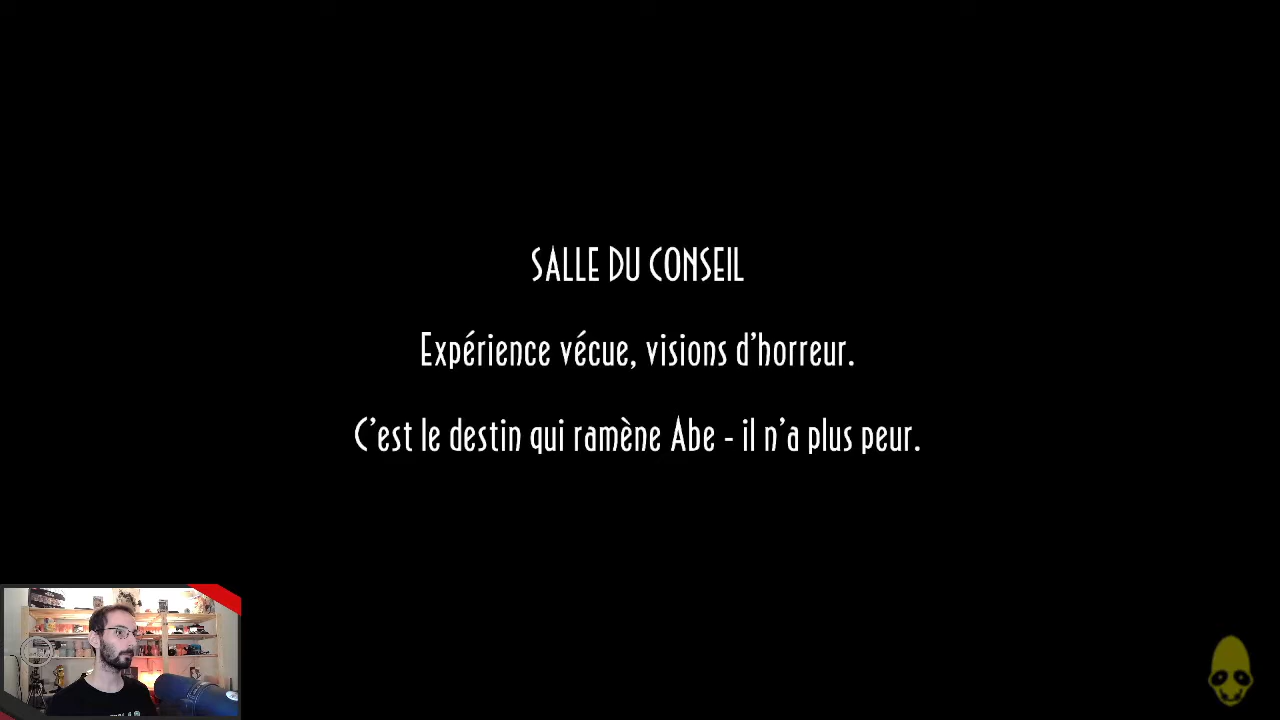 SALLE DU CONSEIL
Expérience vécue, visions d'horreur.
C'est le destin qui ramène Abe - il n'a plus peur.